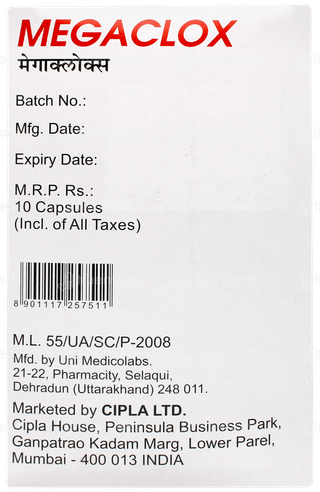 MEGACLOX
मेगाक्लोक्स
Batch No.:
Mfg. Date:
Expiry Date:
M.R.P. Rs.:
10 Capsules
(Incl. of All Taxes)
8 901117 257511
M.L. 55/UA/SC/P-2008
Mfd. by Uni Medicolabs.
21-22, Pharmacity, Selaqui,
Dehradun (Uttarakhand) 248 011.
Marketed by CIPLA LTD.
Cipla House, Peninsula Business Park,
Ganpatrao Kadam Marg, Lower Parel,
Mumbai - 400 013 INDIA